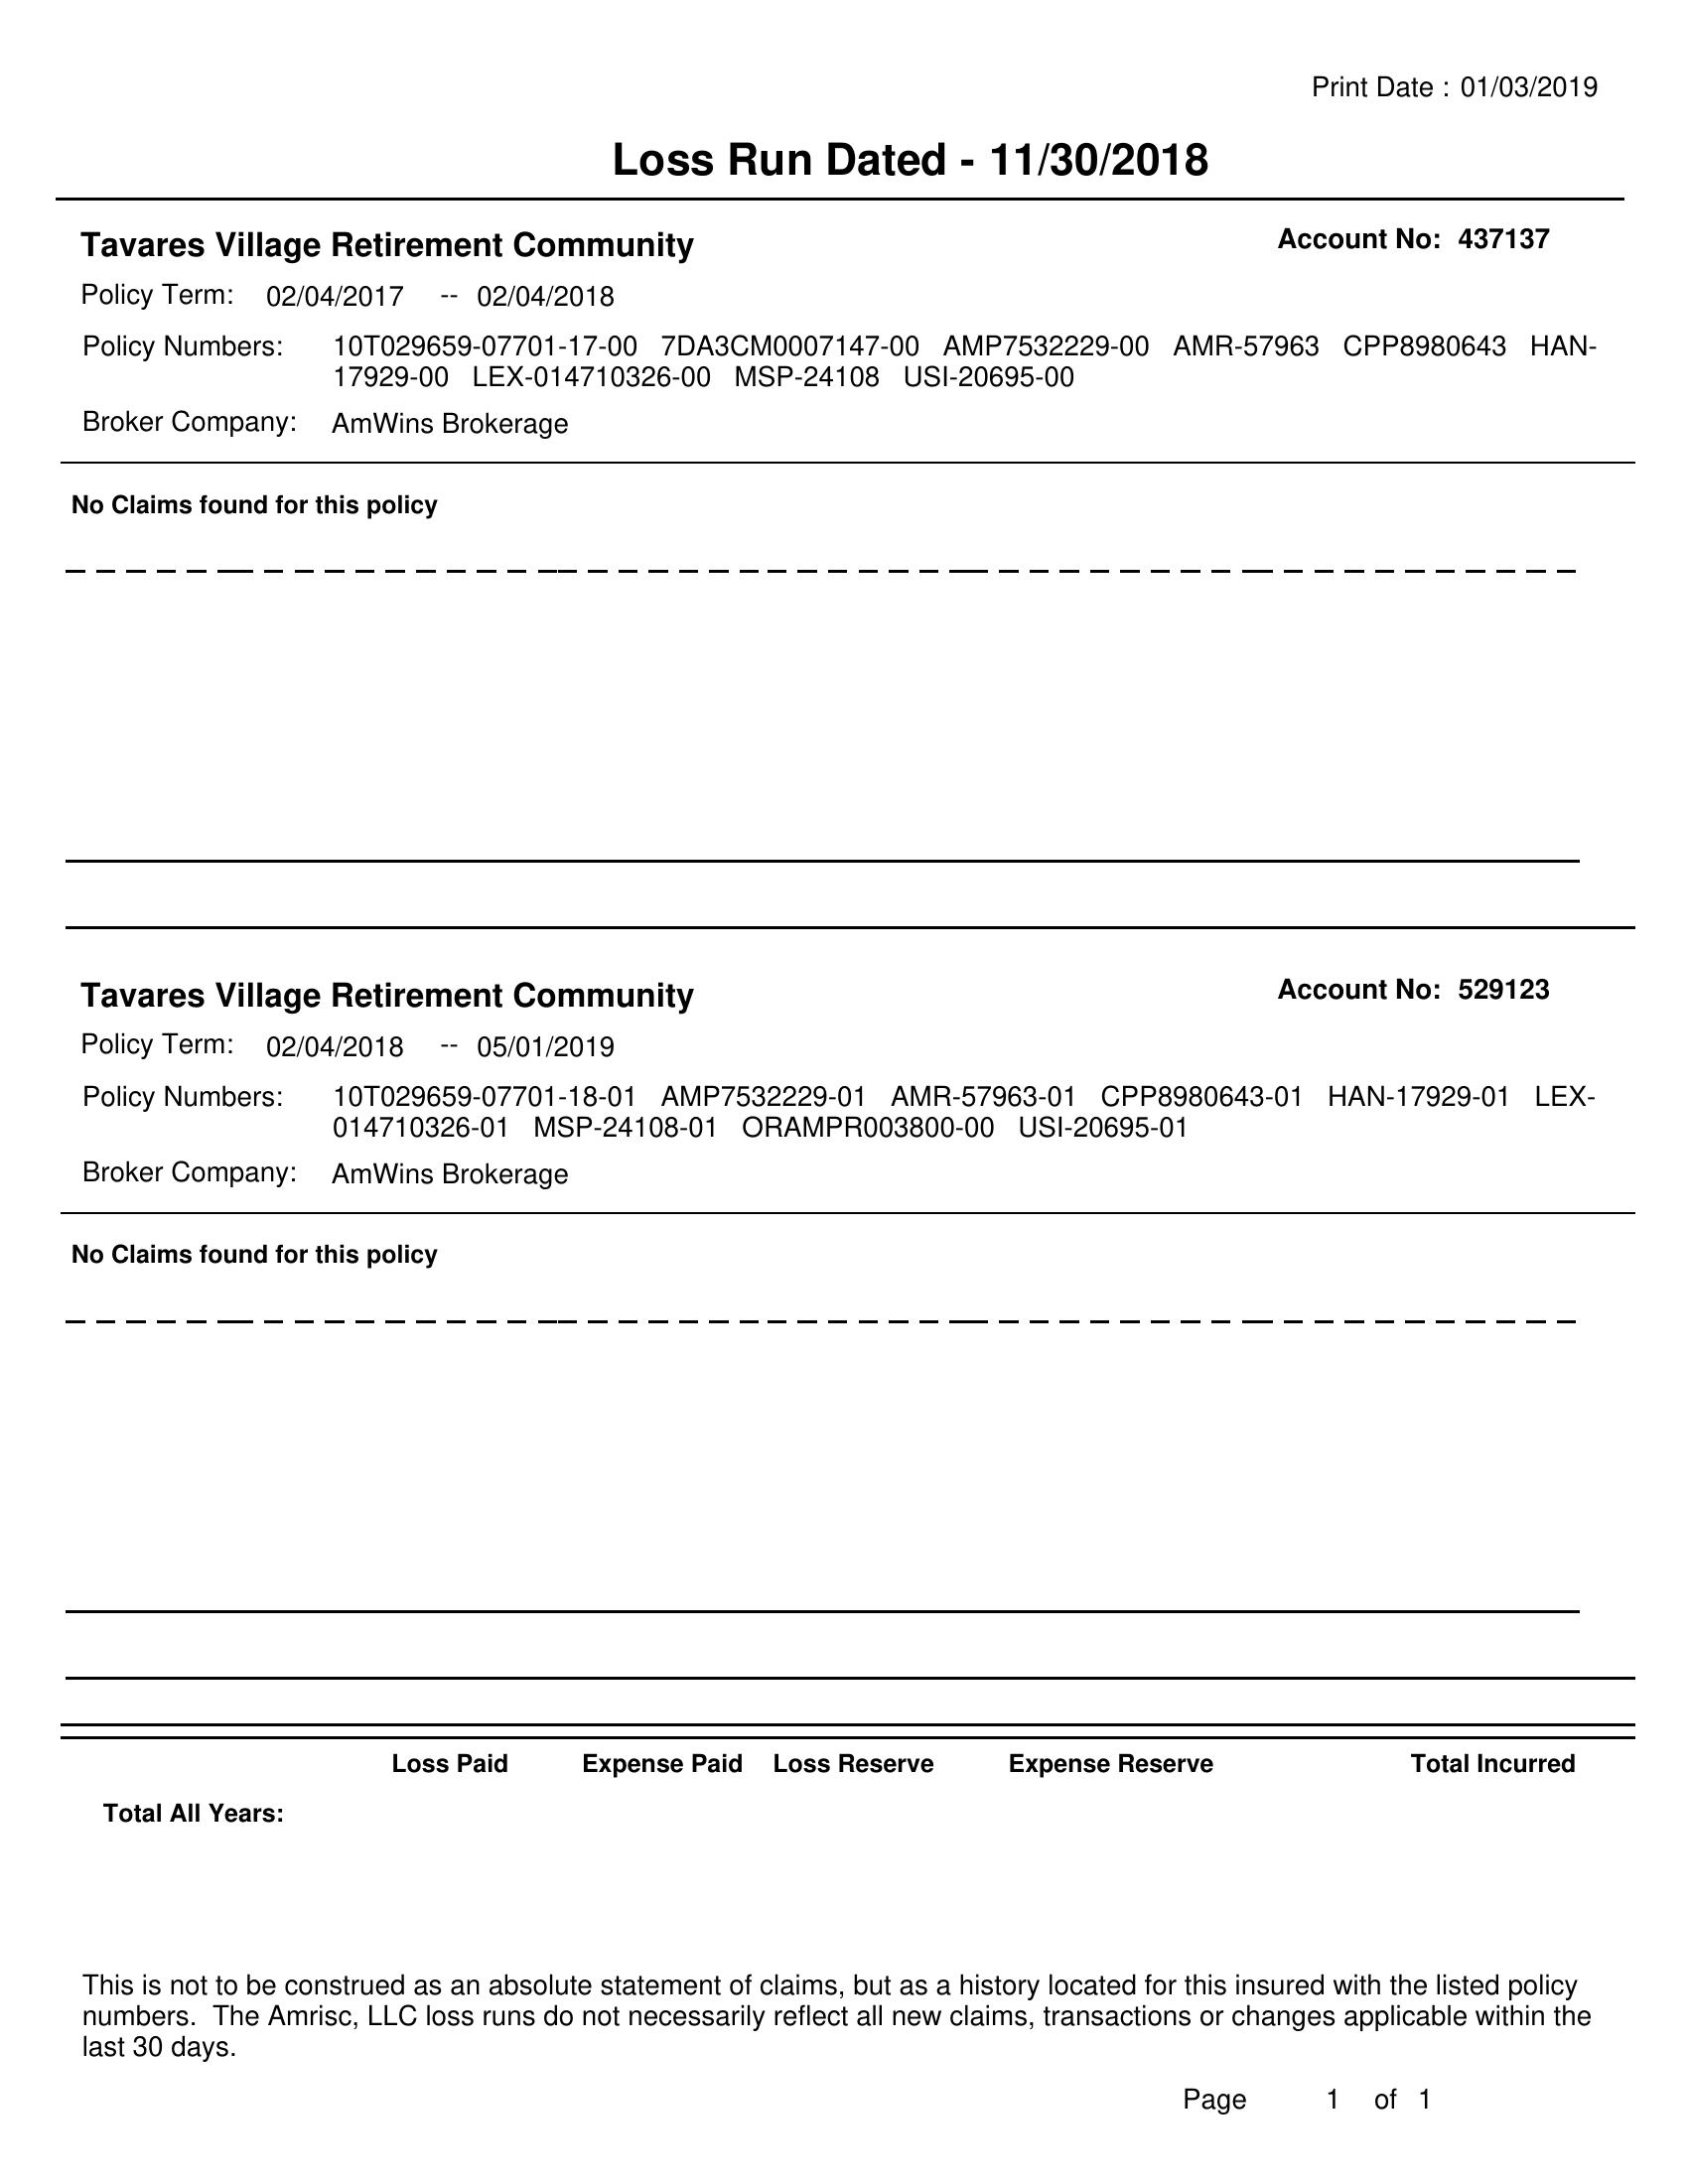 Print Date : 01/03/2019
Loss Run Dated - 11/30/2018
Tavares Village Retirement Community Account No: 437137
Policy Term: 02/04/2017 -- 02/04/2018
Policy Numbers: 10T029659-07701-17-00 7DA3CM0007147-00 AMP7532229-00 AMR-57963 CPP8980643 HAN-
17929-00 LEX-014710326-00 MSP-24108 USI-20695-00
Broker Company: AmWins Brokerage
No Claims found for this policy
Tavares Village Retirement Community Account No: 529123
Policy Term: 02/04/2018 -- 05/01/2019
Policy Numbers: 10T029659-07701-18-01 AMP7532229-01 AMR-57963-01 CPP8980643-01 HAN-17929-01 LEX-
014710326-01 MSP-24108-01 ORAMPR003800-00 USI-20695-01
Broker Company: AmWins Brokerage
No Claims found for this policy
Loss Paid Expense Paid Loss Reserve Expense Reserve Total Incurred
Total All Years:
This is not to be construed as an absolute statement of claims, but as a history located for this insured with the listed policy
numbers. The Amrisc, LLC loss runs do not necessarily reflect all new claims, transactions or changes applicable within the
last 30 days.
Page 1 of 1